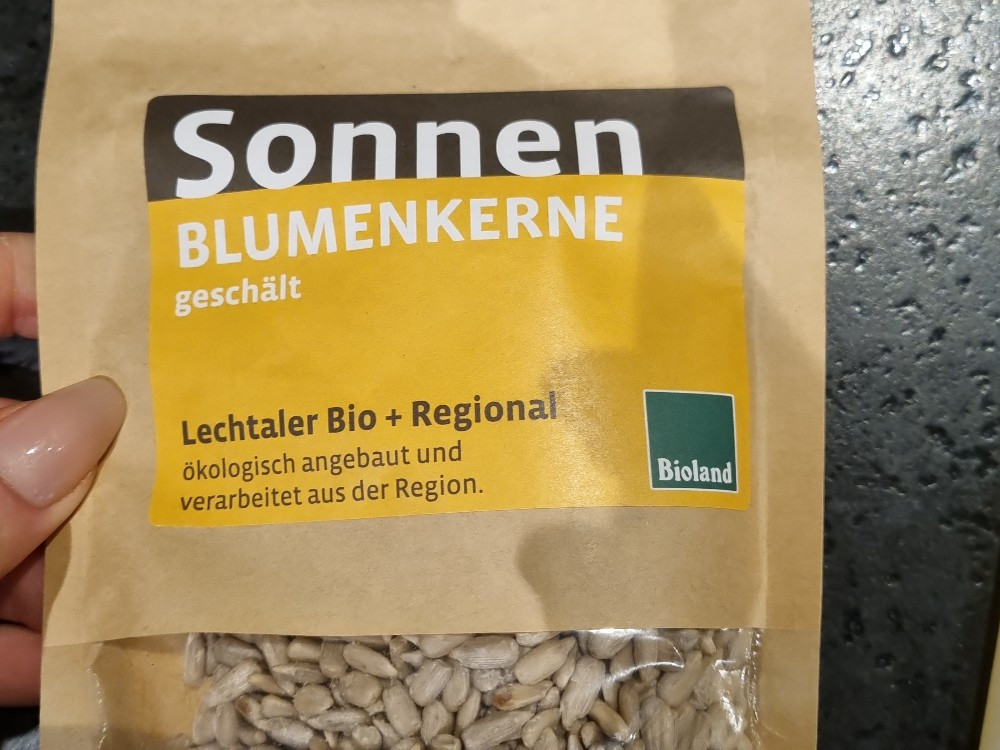 Sonnen
BLUMENKERNE
geschält
Lechtaler Bio + Regional
ökologisch angebaut und
verarbeitet aus der Region.
Bioland